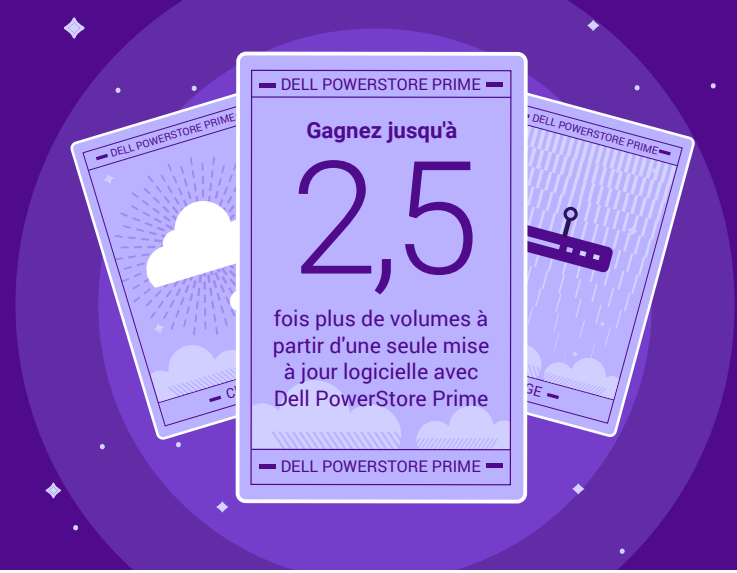 DELL POWERSTORE PRIME
DELL POWERSTORE PRIME
DELL POWERSTORE PRIME
Gagnez jusqu'à
2,5
fois plus de volumes à
partir d'une seule mise
à jour logicielle avec
Dell PowerStore Prime
DELL POWERSTORE PRIME